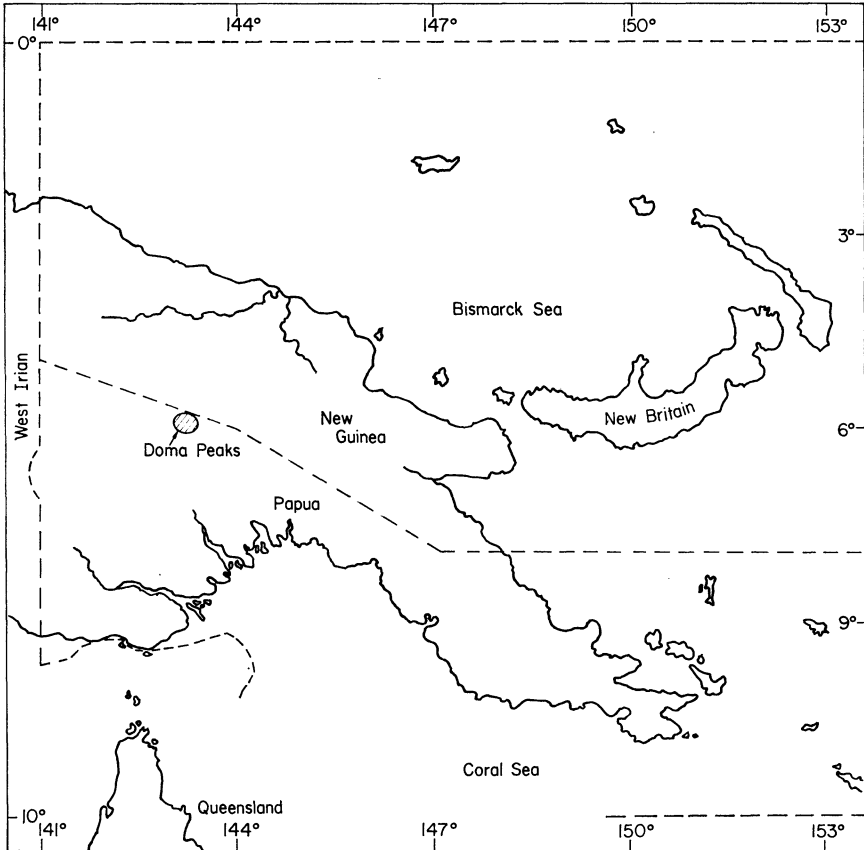 141° 144° 147° 150° 153°
0°
3°
Bismarck Sea
West Irian
New Britain
New
Guinea
6°
Doma Peaks
Papua
9°
Coral Sea
Queensland
10°
141° 144° 147° 150° 153°